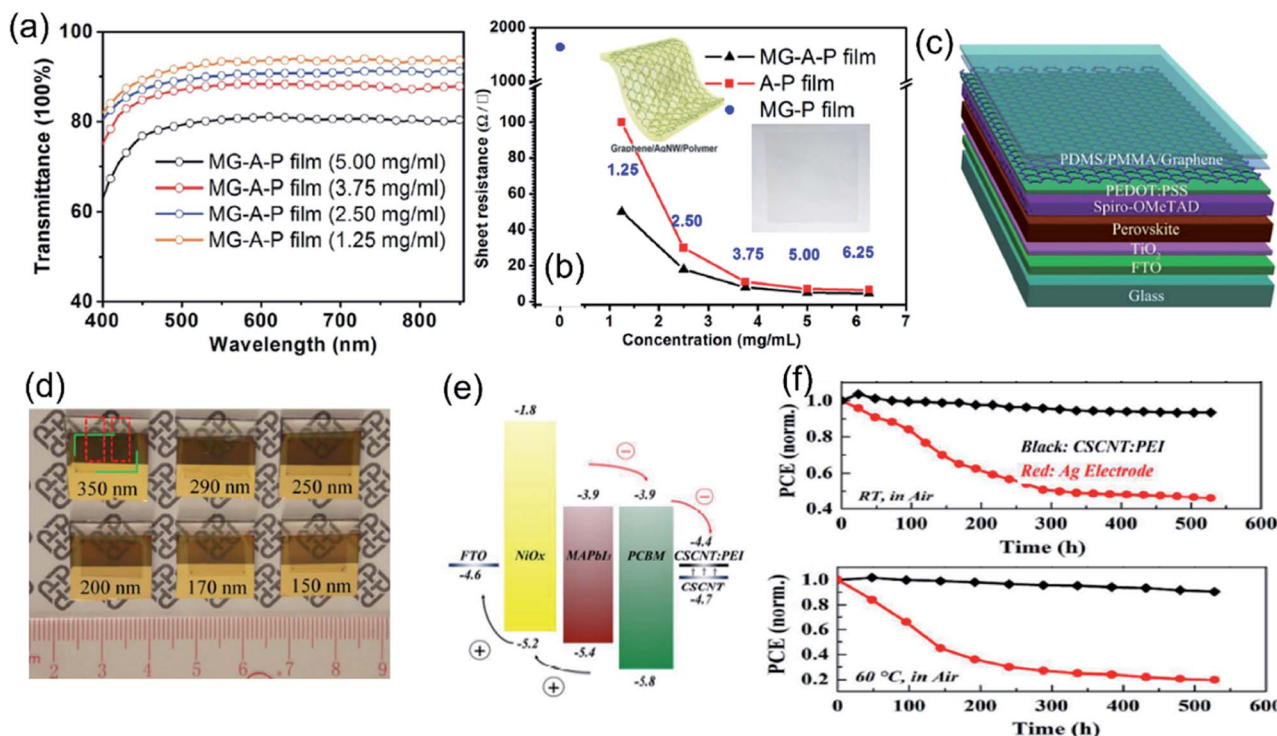 (a)
Transmittance (100%)
100
80
60
40
MG-A-P film (5.00 mg/ml)
MG-A-P film (3.75 mg/ml)
MG-A-P film (2.50 mg/ml)
MG-A-P film (1.25 mg/ml)
400 500 600 700 800
Wavelength (nm)
(b)
Sheet resistance (Ω / □)
2000
1000
100
80
60
40
20
0
MG-A-P film
A-P film
MG-P film
Graphene/AgNW/Polymer
1.25
2.50
3.75
5.00
6.25
0 1 2 3 4 5 6 7
Concentration (mg/mL)
(c)
PDMS/PMMA/Graphene
PEDOT:PSS
Spiro-OMeTAD
Perovskite
TiO₂
FTO
Glass
(d)
350 nm 290 nm 250 nm
200 nm 170 nm 150 nm
2 3 4 5 6 7 8 9
(e)
-1.8
-3.9 -3.9
-4.4
FTO
-4.6
NiOx
MAPbI₃
PCBM
CSCNT:PEI
CSCNT
-4.7
-5.2
-5.4
-5.8
(f)
PCE (norm.)
1.0
0.8
0.6
0.4
Black: CSCNT:PEI
Red: Ag Electrode
RT, in Air
0 100 200 300 400 500 600
Time (h)
PCE (norm.)
1.0
0.8
0.6
0.4
0.2
60 °C, in Air
0 100 200 300 400 500 600
Time (h)